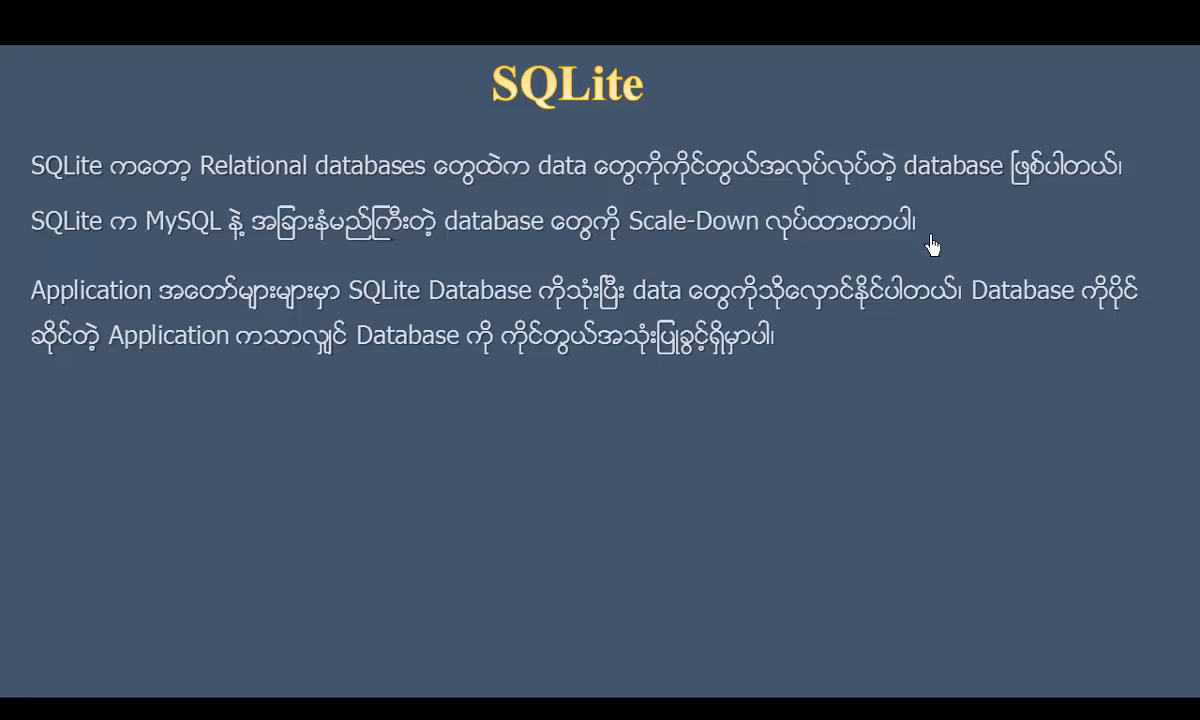 SQLite
SQLite ကတော့ Relational databases တွေထဲက data တွေကိုကိုင်တွယ်အလုပ်လုပ်တဲ့ database ဖြစ်ပါတယ်၊
SQLite က MySQL နဲ့ အခြားနံမည်ကြီးတဲ့ database တွေကို Scale-Down လုပ်ထားတာပါ၊
Application အတော်များများမှာ SQLite Database ကိုသုံးပြီး data တွေကိုသိုလှောင်နိုင်ပါတယ်၊ Database ကိုပိုင်
ဆိုင်တဲ့ Application ကသာလျှင် Database ကို ကိုင်တွယ်အသုံးပြုခွင့်ရှိမှာပါ၊